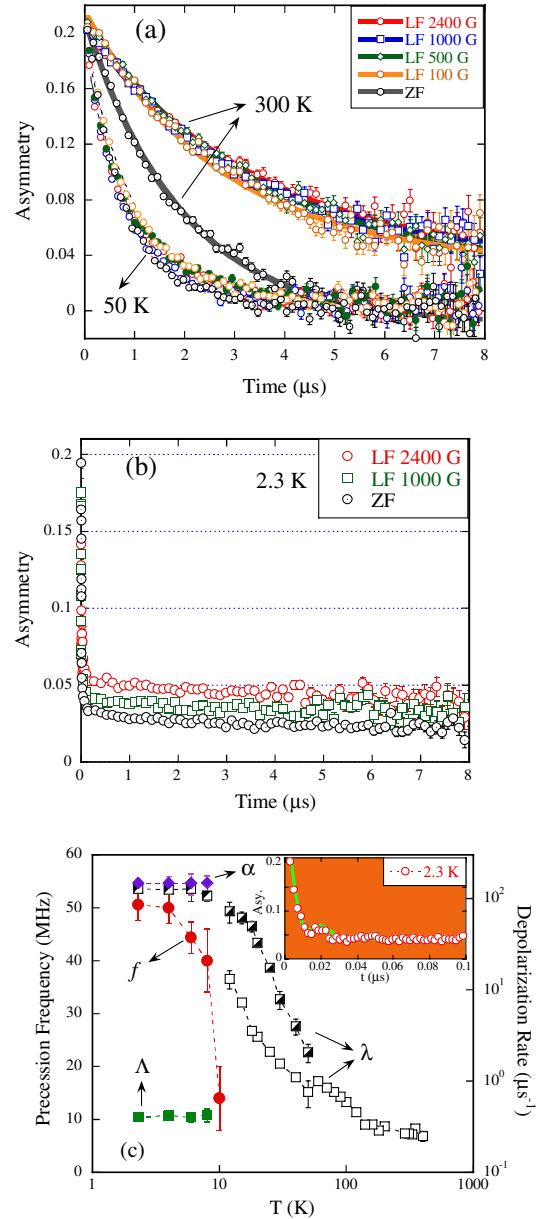 (a)
LF 2400 G
LF 1000 G
LF 500 G
LF 100 G
ZF
300 K
50 K
Asymmetry
0.2
0.16
0.12
0.08
0.04
0
0 1 2 3 4 5 6 7 8
Time (μs)
(b)
2.3 K
LF 2400 G
LF 1000 G
ZF
Asymmetry
0.2
0.15
0.1
0.05
0
0 1 2 3 4 5 6 7 8
Time (μs)
Precession Frequency (MHz)
60
50
40
30
20
10
0
α
f
Λ
λ
(c)
Asy.
0.2
0.1
0
2.3 K
0 0.02 0.04 0.06 0.08 0.1
t (μs)
10²
10¹
10⁰
10⁻¹
Depolarization Rate (μs⁻¹)
1 10 100 1000
T (K)